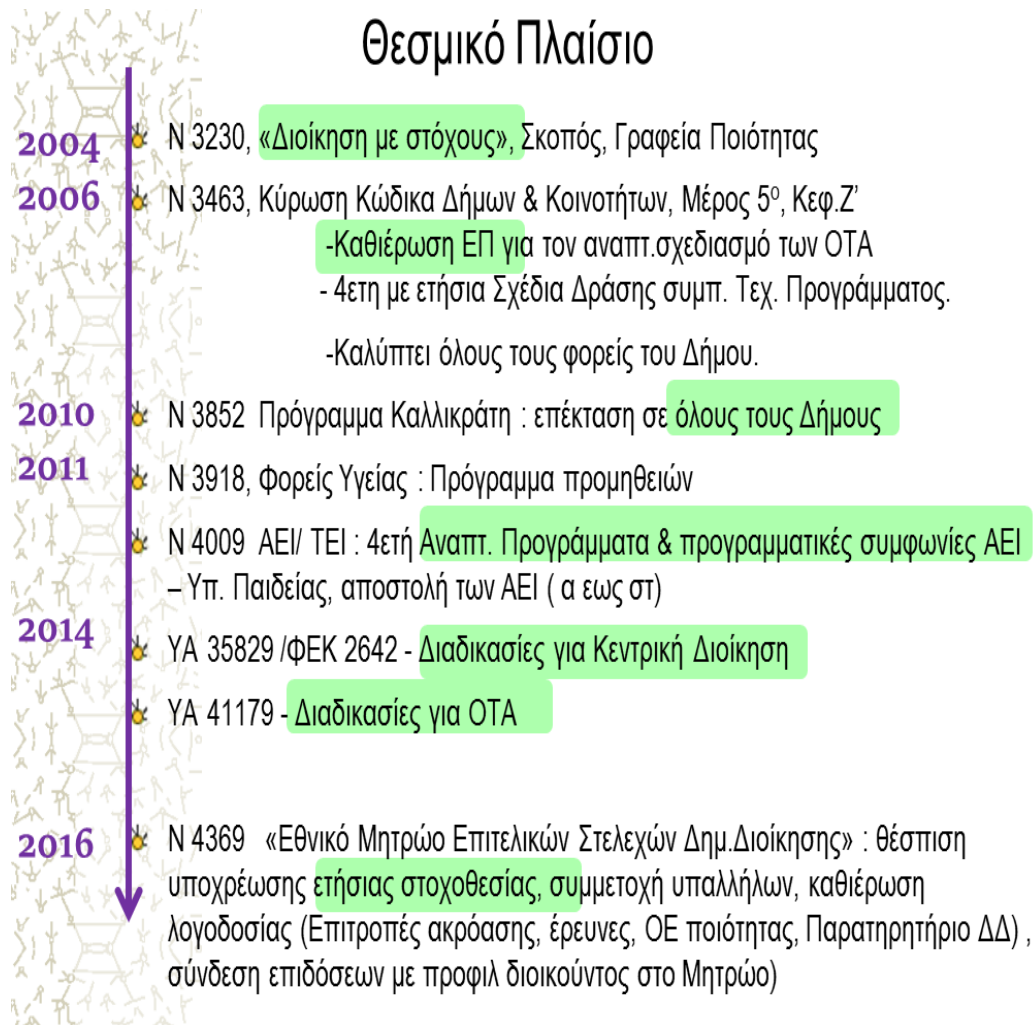 Θεσμικό Πλαίσιο
2004 Ν 3230, «Διοίκηση με στόχους», Σκοπός, Γραφεία Ποιότητας
2006 Ν 3463, Κύρωση Κώδικα Δήμων & Κοινοτήτων, Μέρος 5ο, Κεφ.Ζ’
-Καθιέρωση ΕΠ για τον αναπτ.σχεδιασμό των ΟΤΑ
- 4ετη με ετήσια Σχέδια Δράσης συμπ. Τεχ. Προγράμματος.
-Καλύπτει όλους τους φορείς του Δήμου.
2010 Ν 3852 Πρόγραμμα Καλλικράτη : επέκταση σε όλους τους Δήμους
2011 Ν 3918, Φορείς Υγείας : Πρόγραμμα προμηθειών
Ν 4009 ΑΕΙ/ ΤΕΙ : 4ετή Αναπτ. Προγράμματα & προγραμματικές συμφωνίες ΑΕΙ
– Υπ. Παιδείας, αποστολή των ΑΕΙ ( α εως στ)
2014 ΥΑ 35829 /ΦΕΚ 2642 - Διαδικασίες για Κεντρική Διοίκηση
ΥΑ 41179 - Διαδικασίες για ΟΤΑ
2016 Ν 4369 «Εθνικό Μητρώο Επιτελικών Στελεχών Δημ.Διοίκησης» : θέσπιση
υποχρέωσης ετήσιας στοχοθεσίας, συμμετοχή υπαλλήλων, καθιέρωση
λογοδοσίας (Επιτροπές ακρόασης, έρευνες, ΟΕ ποιότητας, Παρατηρητήριο ΔΔ) ,
σύνδεση επιδόσεων με προφιλ διοικούντος στο Μητρώο)